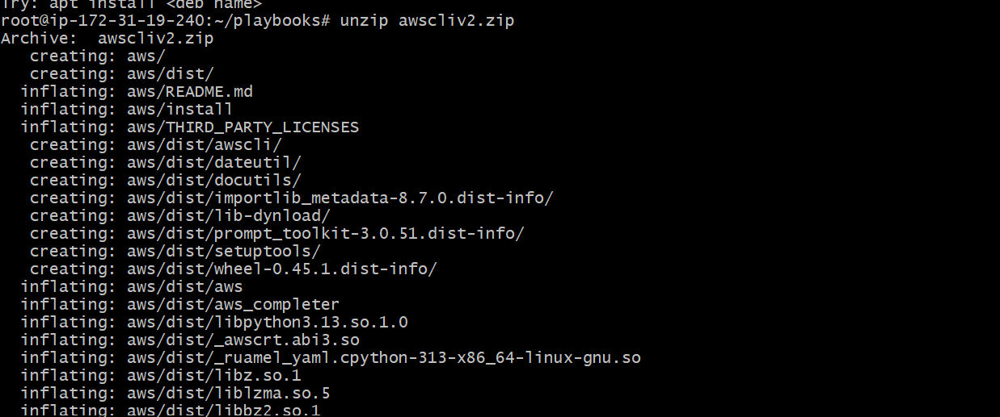 Try: apt install <deb name>
root@ip-172-31-19-240:~/playbooks# unzip awscliv2.zip
Archive:  awscliv2.zip
   creating: aws/
   creating: aws/dist/
  inflating: aws/README.md
  inflating: aws/install
  inflating: aws/THIRD_PARTY_LICENSES
   creating: aws/dist/awscli/
   creating: aws/dist/dateutil/
   creating: aws/dist/docutils/
   creating: aws/dist/importlib_metadata-8.7.0.dist-info/
   creating: aws/dist/lib-dynload/
   creating: aws/dist/prompt_toolkit-3.0.51.dist-info/
   creating: aws/dist/setuptools/
   creating: aws/dist/wheel-0.45.1.dist-info/
  inflating: aws/dist/aws
  inflating: aws/dist/aws_completer
  inflating: aws/dist/libpython3.13.so.1.0
  inflating: aws/dist/_awscrt.abi3.so
  inflating: aws/dist/_ruamel_yaml.cpython-313-x86_64-linux-gnu.so
  inflating: aws/dist/libz.so.1
  inflating: aws/dist/liblzma.so.5
  inflating: aws/dist/libbz2.so.1